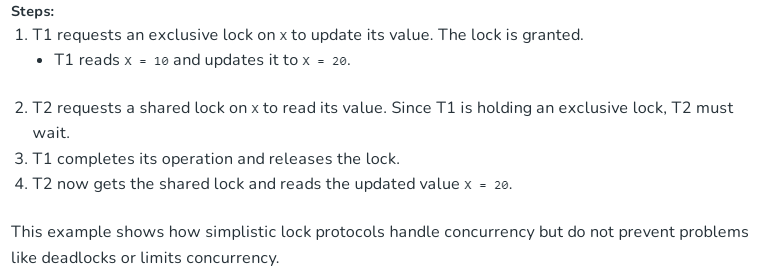 Steps:
1. T1 requests an exclusive lock on X to update its value. The lock is granted.
• T1 reads X = 10 and updates it to X = 20.
2. T2 requests a shared lock on X to read its value. Since T1 is holding an exclusive lock, T2 must
wait.
3. T1 completes its operation and releases the lock.
4. T2 now gets the shared lock and reads the updated value X = 20.
This example shows how simplistic lock protocols handle concurrency but do not prevent problems
like deadlocks or limits concurrency.